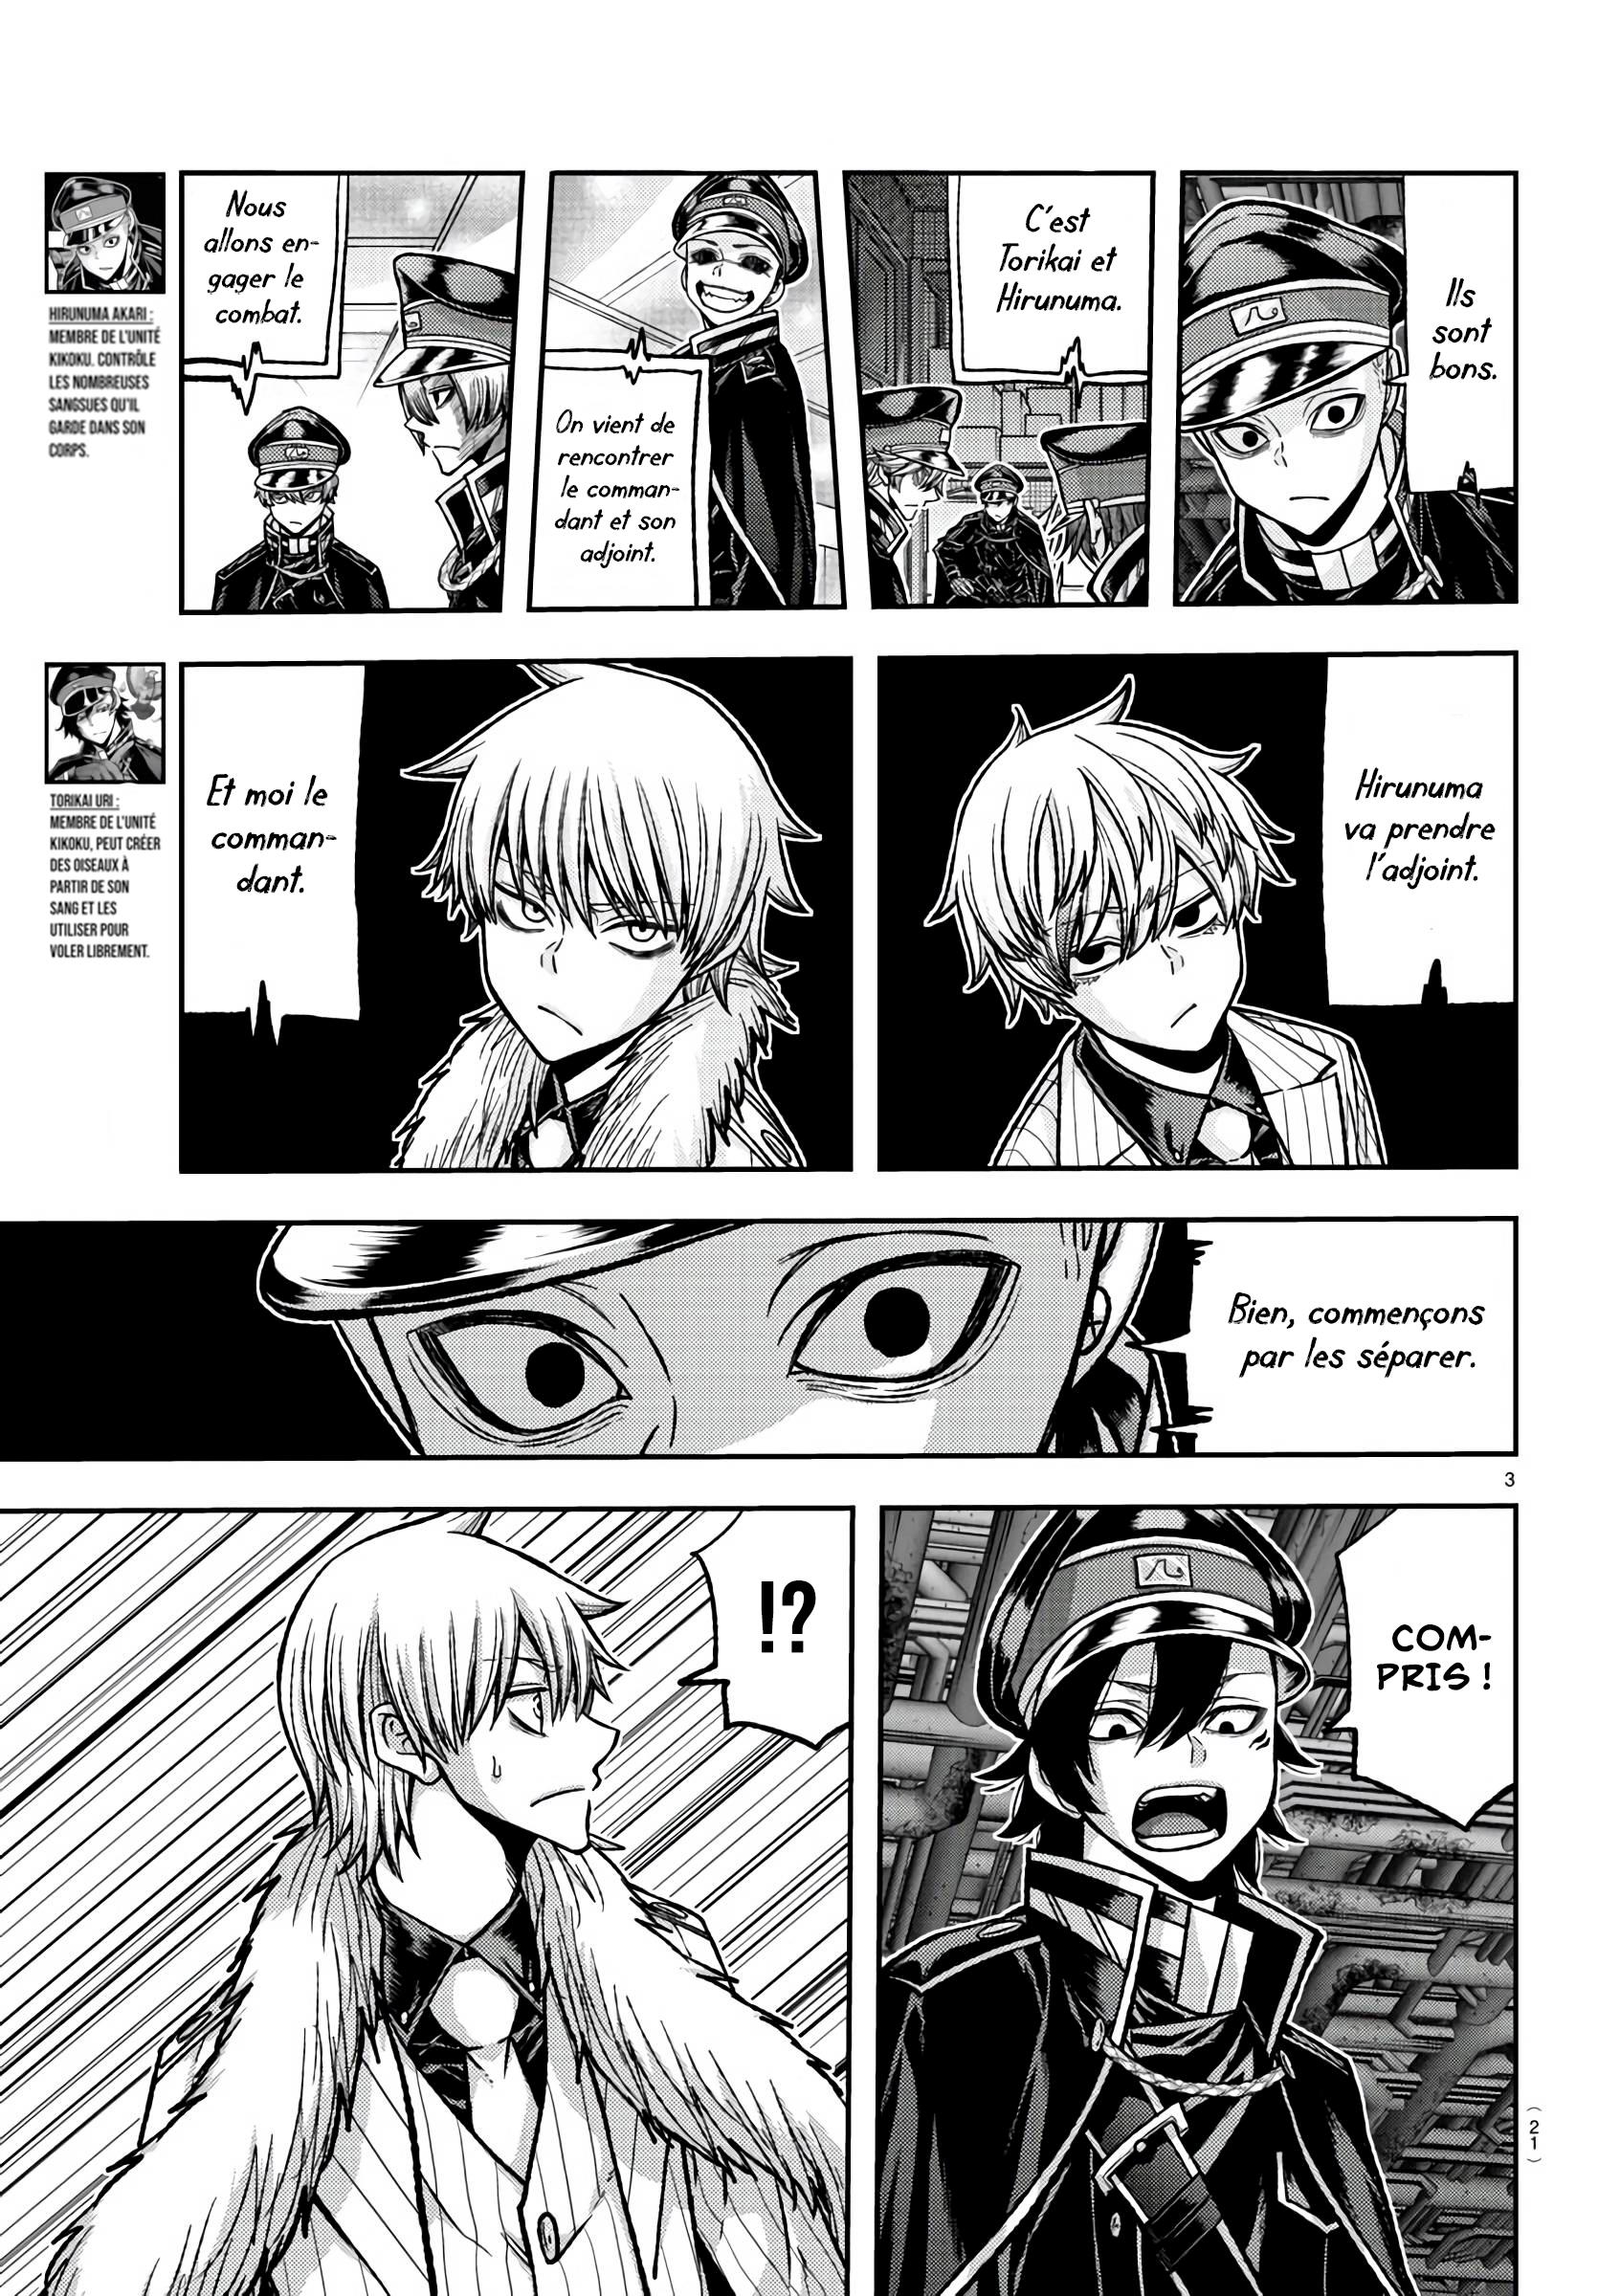 Ils
sont
bons.
C'est
Torikai et
Hirunuma.
On vient de
rencontrer
le comman-
dant et son
adjoint.
Nous
allons en-
gager le
combat.
HIRUNUMA AKARI :
MEMBRE DE L'UNITÉ
KIKOKU. CONTRÔLE
LES NOMBREUSES
SANGSUES QU'IL
GARDE DANS SON
CORPS.
Hirunuma
va prendre
l'adjoint.
Et moi le
comman-
dant.
TORIKAI URI :
MEMBRE DE L'UNITÉ
KIKOKU, PEUT CRÉER
DES OISEAUX À
PARTIR DE SON
SANG ET LES
UTILISER POUR
VOLER LIBREMENT.
Bien, commençons
par les séparer.
3
COM-
PRIS !
!?
(21)